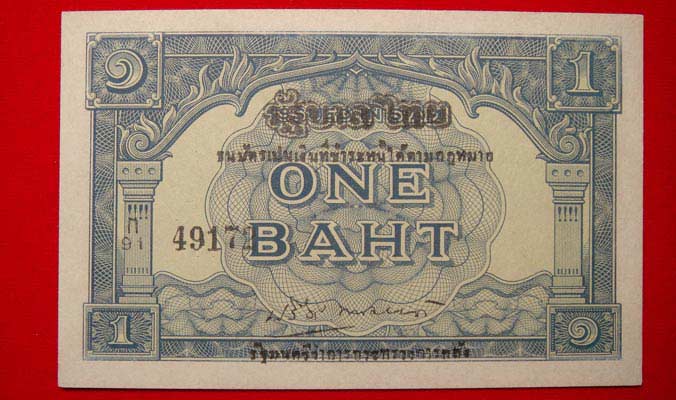 ๑ 1
รัฐบาลไทย
ธนบัตรเป็นเงินที่ชำระหนี้ได้ตามกฎหมาย
ONE
ก
91 49172
BAHT
1 ๑
รัฐมนตรีว่าการกระทรวงการคลัง